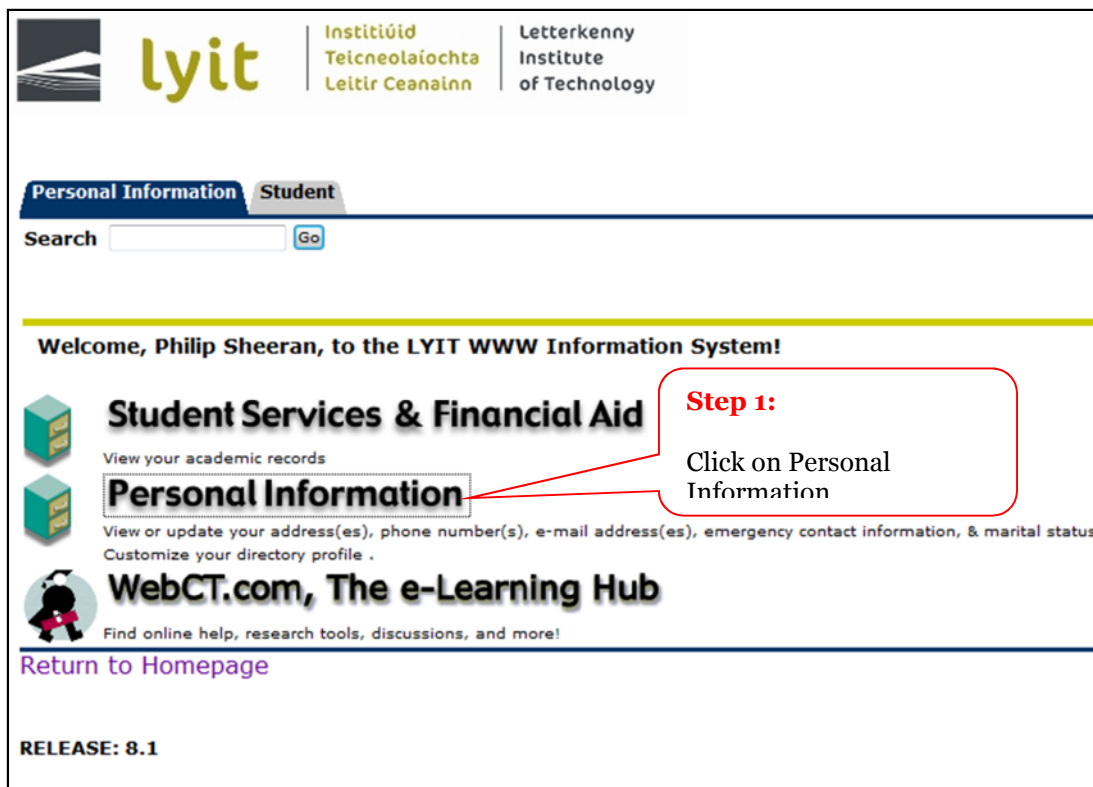 lyit
Institiúid
Teicneolaíochta
Leitir Ceanainn
Letterkenny
Institute
of Technology
Personal Information Student
Search Go
Welcome, Philip Sheeran, to the LYIT WWW Information System!
Student Services & Financial Aid
View your academic records
Step 1:
Click on Personal
Information
Personal Information
View or update your address(es), phone number(s), e-mail address(es), emergency contact information, & marital status
Customize your directory profile .
WebCT.com, The e-Learning Hub
Find online help, research tools, discussions, and more!
Return to Homepage
RELEASE: 8.1